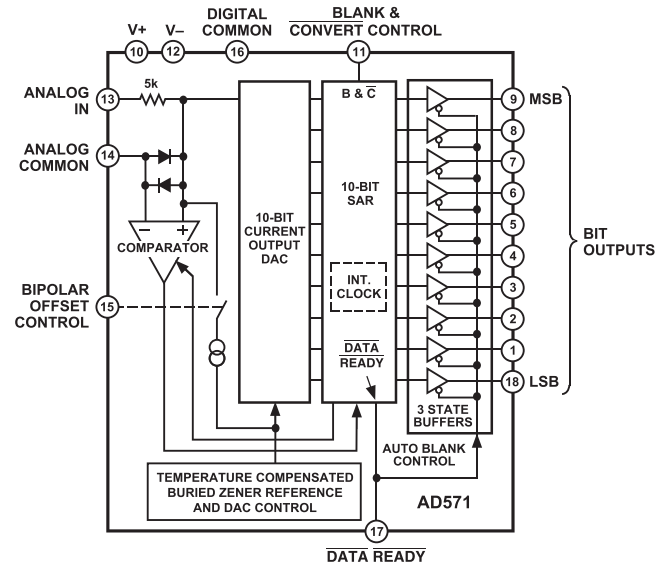 DIGITAL
COMMON
BLANK &
CONVERT CONTROL
V+
V–
10
12
16
11
ANALOG
IN
13
5k
ANALOG
COMMON
14
–
+
COMPARATOR
BIPOLAR
OFFSET
CONTROL
15
10-BIT
CURRENT
OUTPUT
DAC
B & C
10-BIT
SAR
INT.
CLOCK
DATA
READY
9 MSB
8
7
6
5
4
3
2
1
18 LSB
BIT
OUTPUTS
3 STATE
BUFFERS
AUTO BLANK
CONTROL
TEMPERATURE COMPENSATED
BURIED ZENER REFERENCE
AND DAC CONTROL
AD571
17
DATA READY